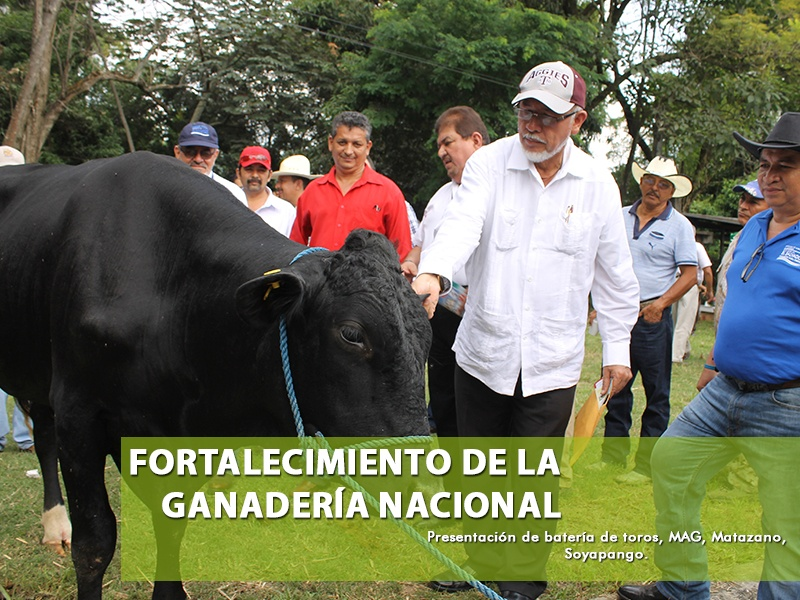 AGGIES
FORTALECIMIENTO DE LA
GANADERÍA NACIONAL
Presentación de batería de toros, MAG, Matazano,
Soyapango.